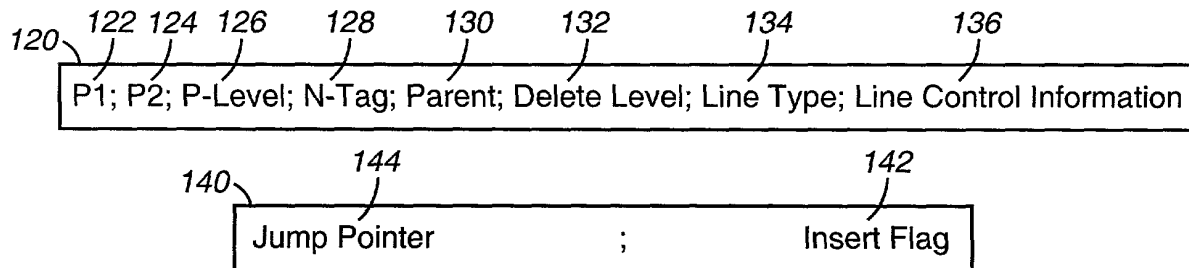 120 122 124 126 128 130 132 134 136
P1; P2; P-Level; N-Tag; Parent; Delete Level; Line Type; Line Control Information
140 144 142
Jump Pointer ; Insert Flag